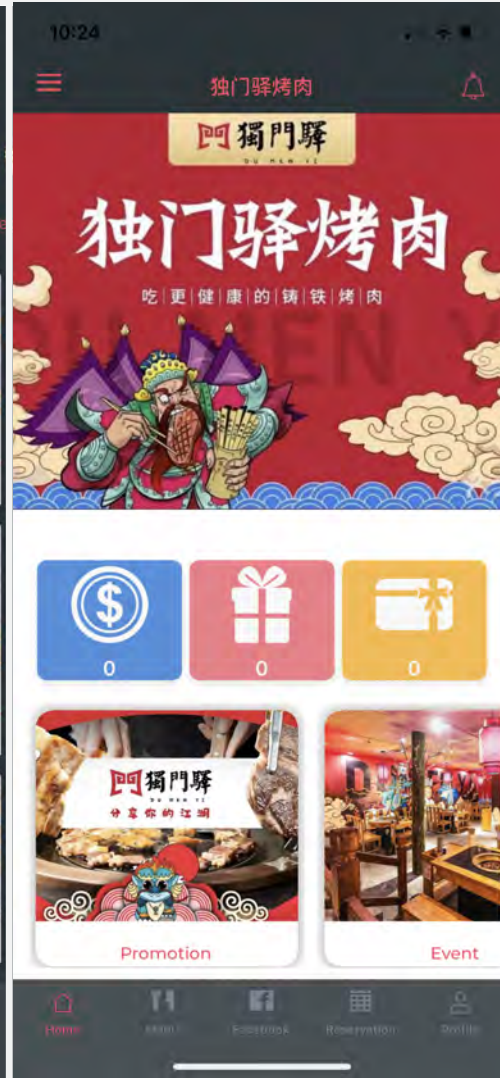 10:24
独门驿烤肉
獨門驛
DU MEN YI
独门驿烤肉
吃更健康的铸铁烤肉
0
0
0
獨門驛
DU MEN YI
分享你的江湖
Promotion
Event
Home
Menu
Facebook
Reservation
Profile